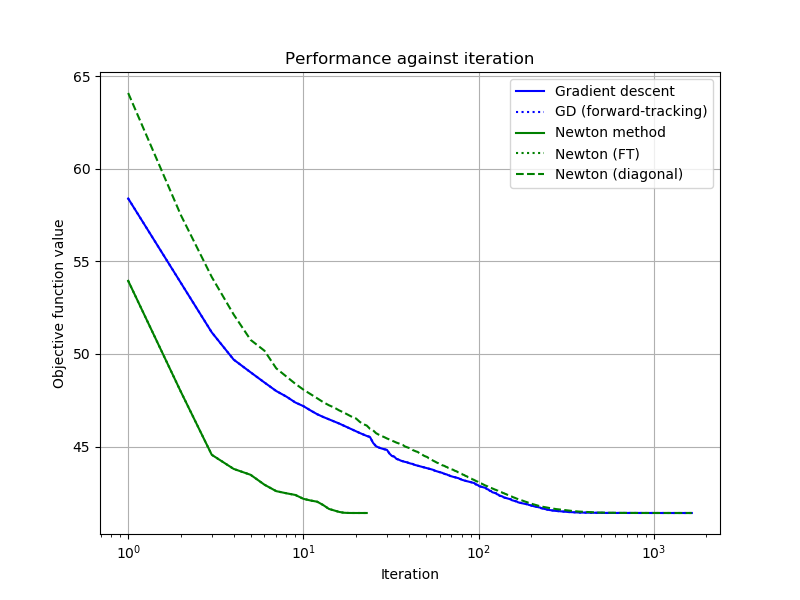 Performance against iteration
65
60
55
50
45
Objective function value
Gradient descent
GD (forward-tracking)
Newton method
Newton (FT)
Newton (diagonal)
10⁰ 10¹ 10² 10³
Iteration